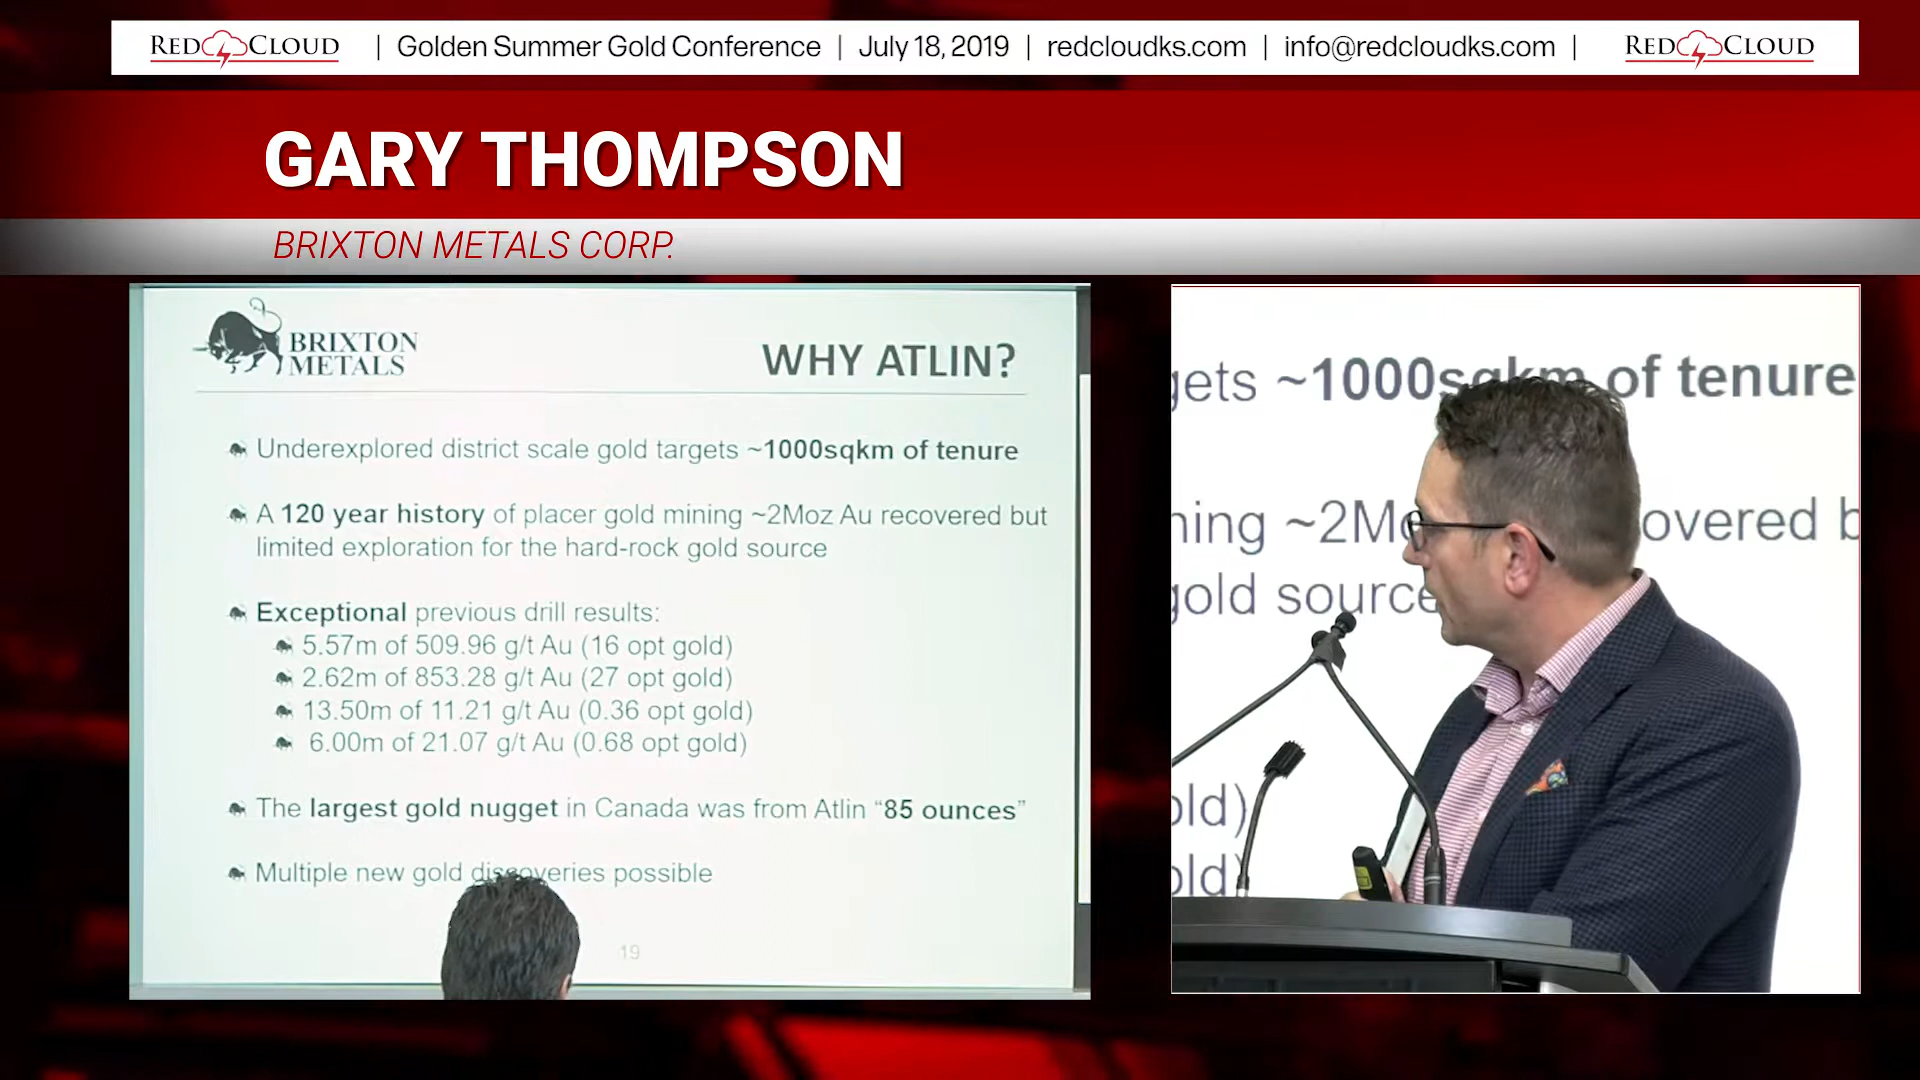 RED CLOUD | Golden Summer Gold Conference | July 18, 2019 | redcloudks.com | info@redcloudks.com | RED CLOUD
GARY THOMPSON
BRIXTON METALS CORP.
BRIXTON
METALS
WHY ATLIN?
Underexplored district scale gold targets ~1000sqkm of tenure
A 120 year history of placer gold mining ~2Moz Au recovered but
limited exploration for the hard-rock gold source
Exceptional previous drill results:
5.57m of 509.96 g/t Au (16 opt gold)
2.62m of 853.28 g/t Au (27 opt gold)
13.50m of 11.21 g/t Au (0.36 opt gold)
6.00m of 21.07 g/t Au (0.68 opt gold)
The largest gold nugget in Canada was from Atlin “85 ounces”
Multiple new gold discoveries possible
19
gets ~1000sqkm of tenure
ning ~2Mo overed b
gold source
old)
old)